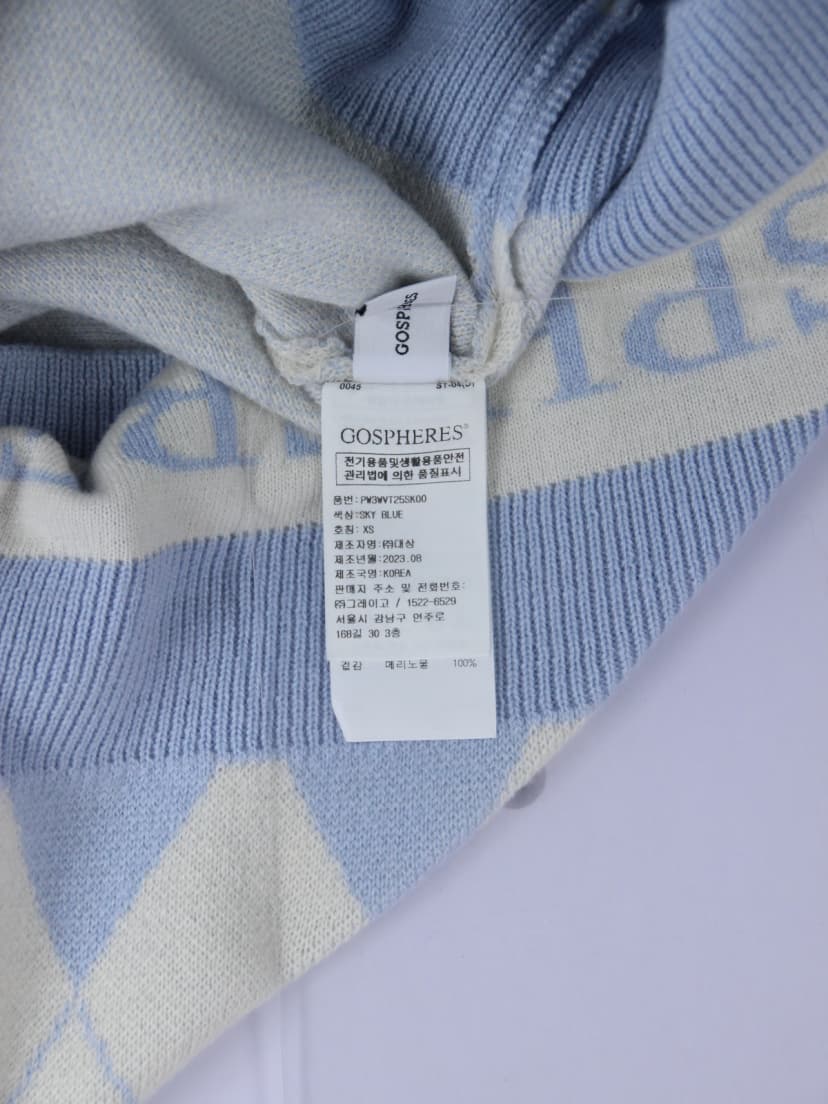 GOSPHERES
0045 ST-04,01
GOSPHERES®
전기용품및생활용품안전
관리법에 의한 품질표시
품번:PW3WVT25SK00
색상:SKY BLUE
호칭: XS
제조자명:㈜대상
제조년월:2023.08
제조국명:KOREA
판매자 주소 및 전화번호:
㈜그레이고 / 1522-6529
서울시 강남구 언주로
168길 30 3층
겉감 메리노울 100%